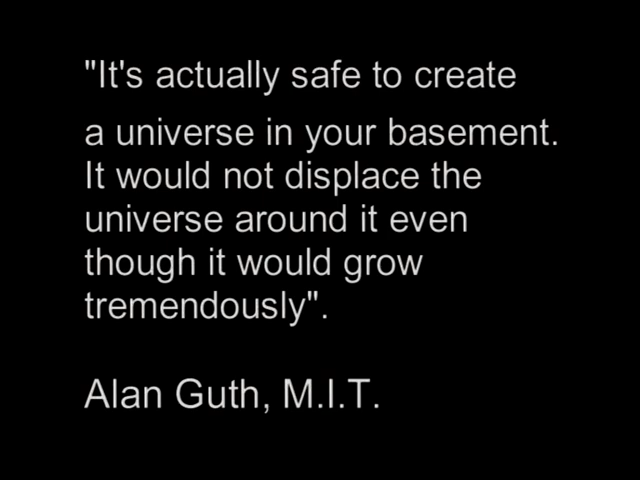 "It's actually safe to create
a universe in your basement.
It would not displace the
universe around it even
though it would grow
tremendously".
Alan Guth, M.I.T.